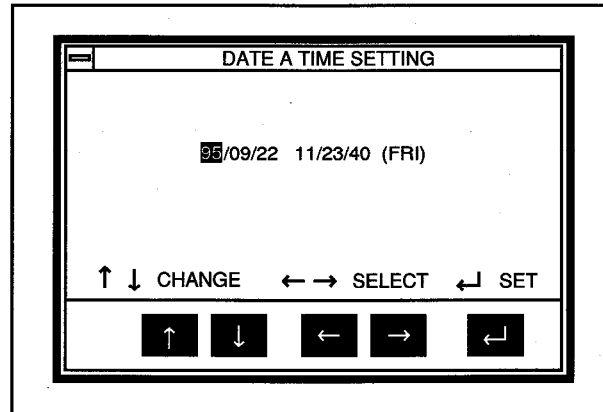 DATE A TIME SETTING
95/09/22 11/23/40 (FRI)
↑ ↓ CHANGE ← → SELECT ↵ SET
↑ ↓ ← → ↵